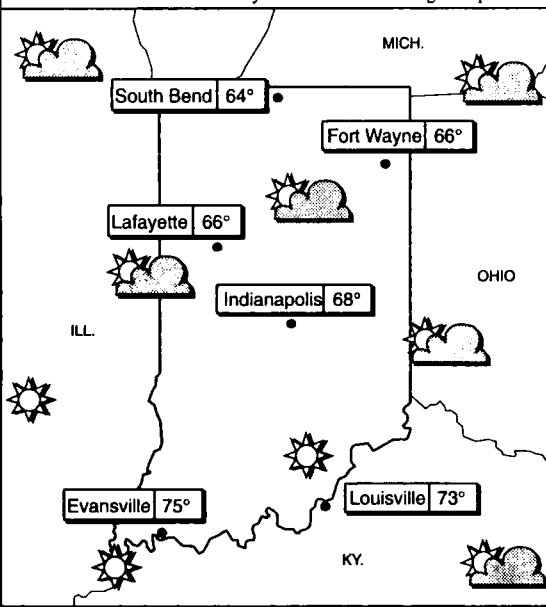 MICH.
South Bend 64°
Fort Wayne 66°
Lafayette 66°
OHIO
Indianapolis 68°
ILL.
Evansville 75°
Louisville 73°
KY.